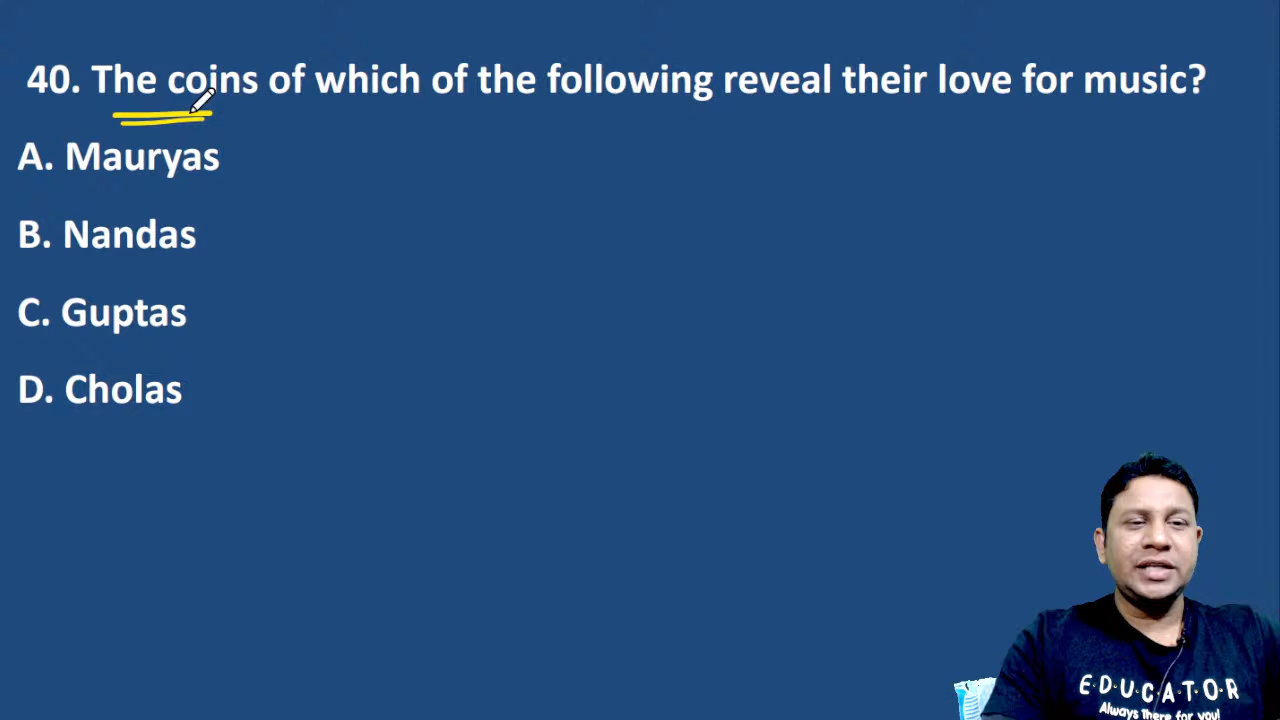 40. The coins of which of the following reveal their love for music?
A. Mauryas
B. Nandas
C. Guptas
D. Cholas
E·D·U·C·A·T·O·R
Always There for you!